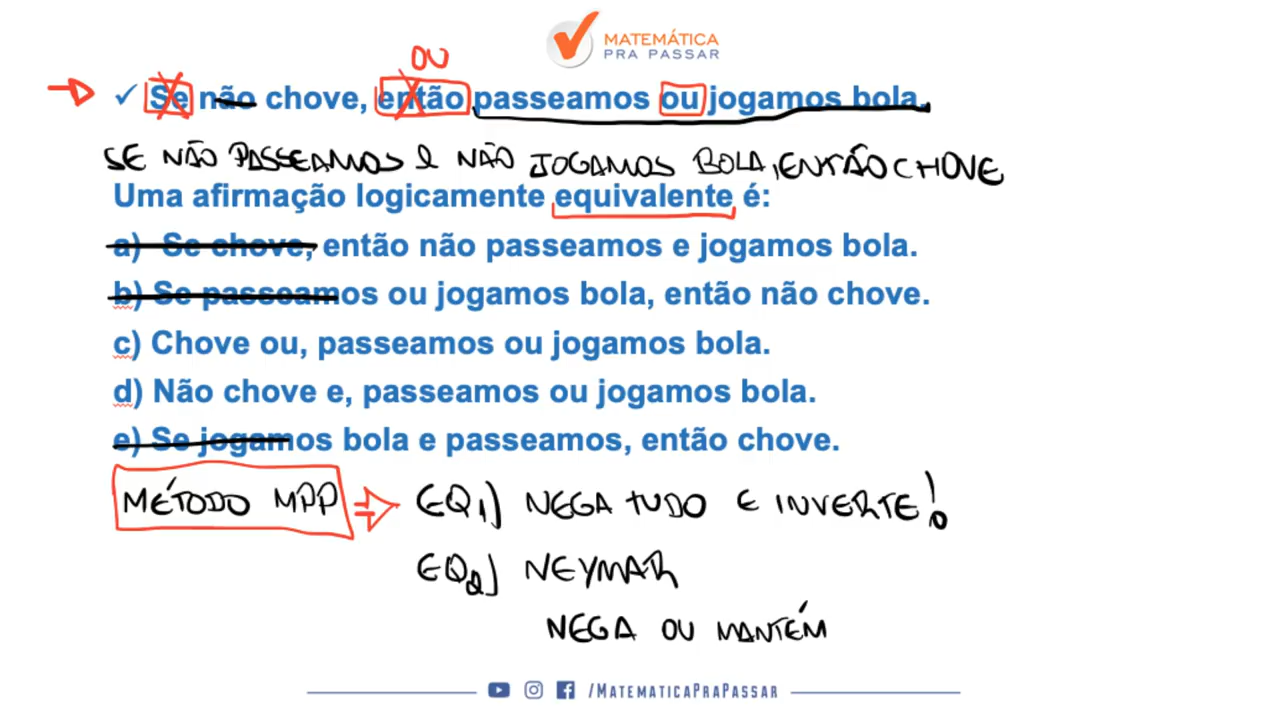 MATEMÁTICA
PRA PASSAR
OU
✓ Se não chove, então passeamos ou jogamos bola.
SE NÃO PASSEAMOS E NÃO JOGAMOS BOLA, ENTÃO CHOVE
Uma afirmação logicamente equivalente é:
a) Se chove, então não passeamos e jogamos bola.
b) Se passeamos ou jogamos bola, então não chove.
c) Chove ou, passeamos ou jogamos bola.
d) Não chove e, passeamos ou jogamos bola.
e) Se jogamos bola e passeamos, então chove.
MÉTODO MPP ⇒ EQ1) NEGA TUDO E INVERTE!
EQ2) NEYMAR
NEGA OU MANTÉM
/MATEMATICAPRAPASSAR